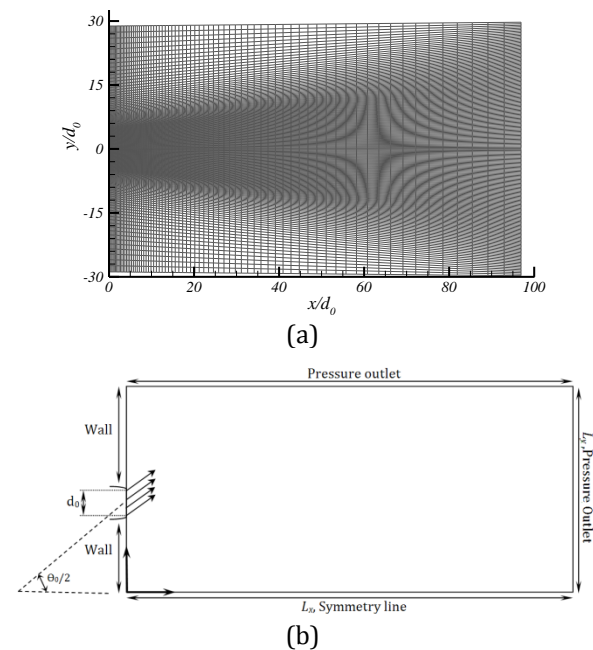 30
15
0
-15
-30
y/d₀
0
20
40
60
80
100
x/d₀
(a)
Pressure outlet
Wall
d₀
Wall
Θ₀/2
Lᵧ,Pressure Outlet
Lₓ, Symmetry line
(b)